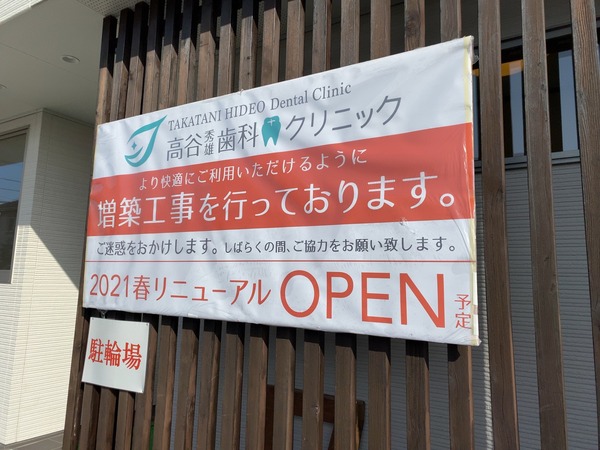 TAKATANI HIDEO Dental Clinic
高谷秀雄歯科クリニック
より快適にご利用いただけるように
増築工事を行っております。
ご迷惑をおかけします。しばらくの間、ご協力をお願い致します。
2021春リニューアル OPEN 予定
駐輪場